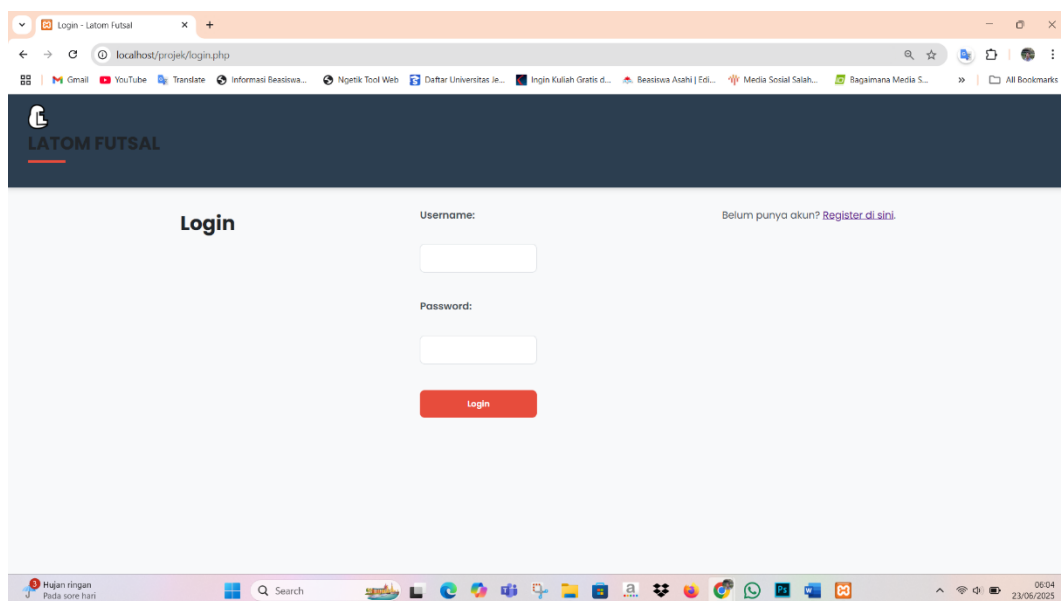 Login - Latom Futsal
localhost/projek/login.php
Gmail
YouTube
Translate
Informasi Beasiswa...
Ngetik Tool Web
Daftar Universitas Je...
Ingin Kuliah Gratis d...
Beasiswa Asahi | Edi...
Media Sosial Salah...
Bagaimana Media S...
All Bookmarks
LATOM FUTSAL
Login
Username:
Password:
Login
Belum punya akun? Register di sini.
3
Hujan ringan
Pada sore hari
Search
06:04
23/06/2025